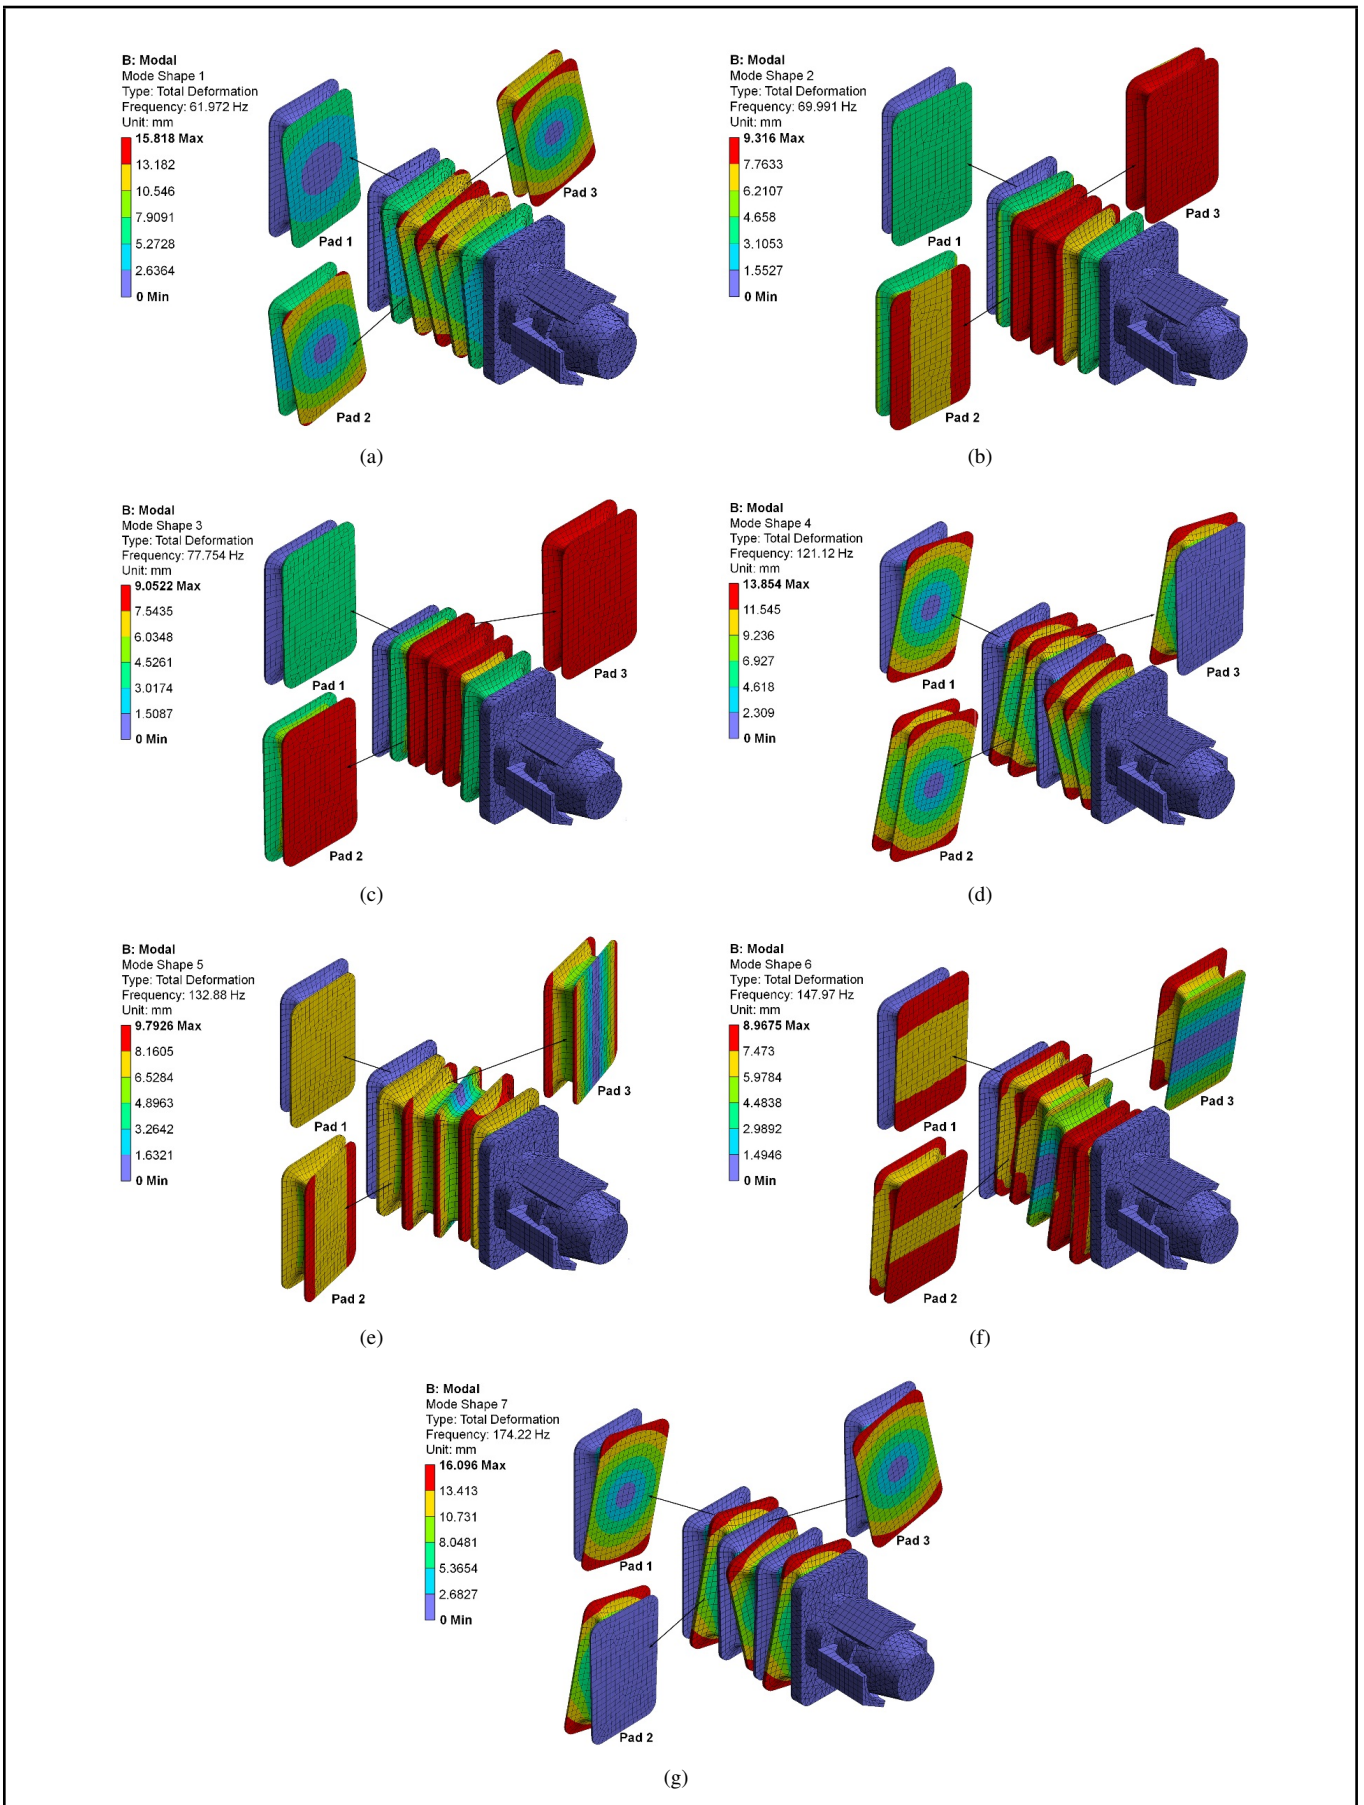 B: Modal
Mode Shape 1
Type: Total Deformation
Frequency: 61.972 Hz
Unit: mm
15.818 Max
13.182
10.546
7.9091
5.2728
2.6364
0 Min
Pad 1
Pad 3
Pad 2
(a)
B: Modal
Mode Shape 2
Type: Total Deformation
Frequency: 69.991 Hz
Unit: mm
9.316 Max
7.7633
6.2107
4.658
3.1053
1.5527
0 Min
Pad 1
Pad 3
Pad 2
(b)
B: Modal
Mode Shape 3
Type: Total Deformation
Frequency: 77.754 Hz
Unit: mm
9.0522 Max
7.5435
6.0348
4.5261
3.0174
1.5087
0 Min
Pad 1
Pad 3
Pad 2
(c)
B: Modal
Mode Shape 4
Type: Total Deformation
Frequency: 121.12 Hz
Unit: mm
13.854 Max
11.545
9.236
6.927
4.618
2.309
0 Min
Pad 1
Pad 3
Pad 2
(d)
B: Modal
Mode Shape 5
Type: Total Deformation
Frequency: 132.88 Hz
Unit: mm
9.7926 Max
8.1605
6.5284
4.8963
3.2642
1.6321
0 Min
Pad 1
Pad 3
Pad 2
(e)
B: Modal
Mode Shape 6
Type: Total Deformation
Frequency: 147.97 Hz
Unit: mm
8.9675 Max
7.473
5.9784
4.4838
2.9892
1.4946
0 Min
Pad 1
Pad 3
Pad 2
(f)
B: Modal
Mode Shape 7
Type: Total Deformation
Frequency: 174.22 Hz
Unit: mm
16.096 Max
13.413
10.731
8.0481
5.3654
2.6827
0 Min
Pad 1
Pad 3
Pad 2
(g)